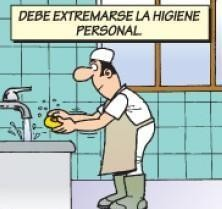 DEBE EXTREMARSE LA HIGIENE
PERSONAL.